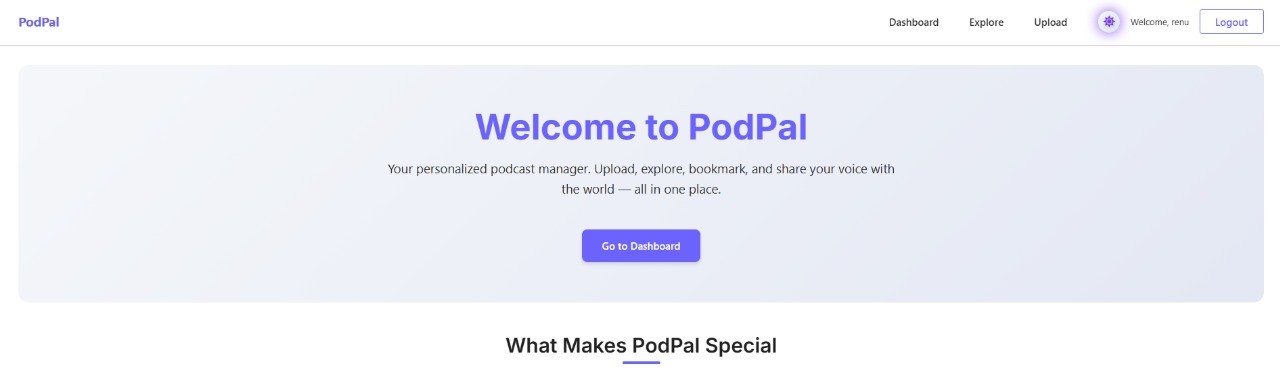 PodPal
Dashboard
Explore
Upload
Welcome, renu
Logout
Welcome to PodPal
Your personalized podcast manager. Upload, explore, bookmark, and share your voice with
the world — all in one place.
Go to Dashboard
What Makes PodPal Special